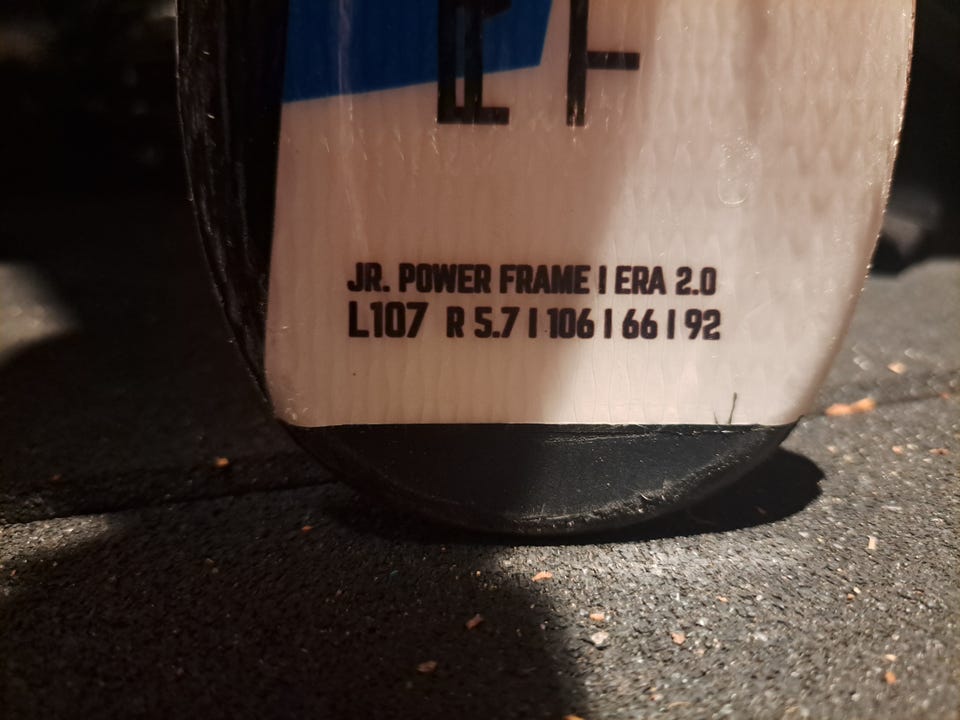 JR. POWER FRAME | ERA 2.0
L107 R 5.7 | 106 | 66 | 92